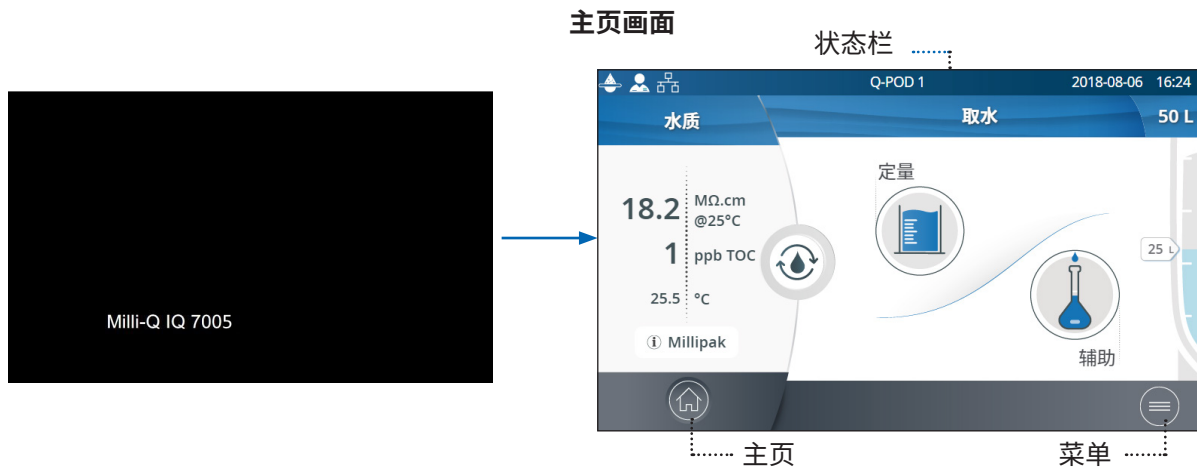 主页画面
状态栏
Q-POD 1 2018-08-06 16:24
水质 取水 50 L
定量
18.2 MΩ.cm
@25°C
1 ppb TOC
25 L
25.5 °C
Milli-Q IQ 7005
i Millipak
辅助
主页 菜单